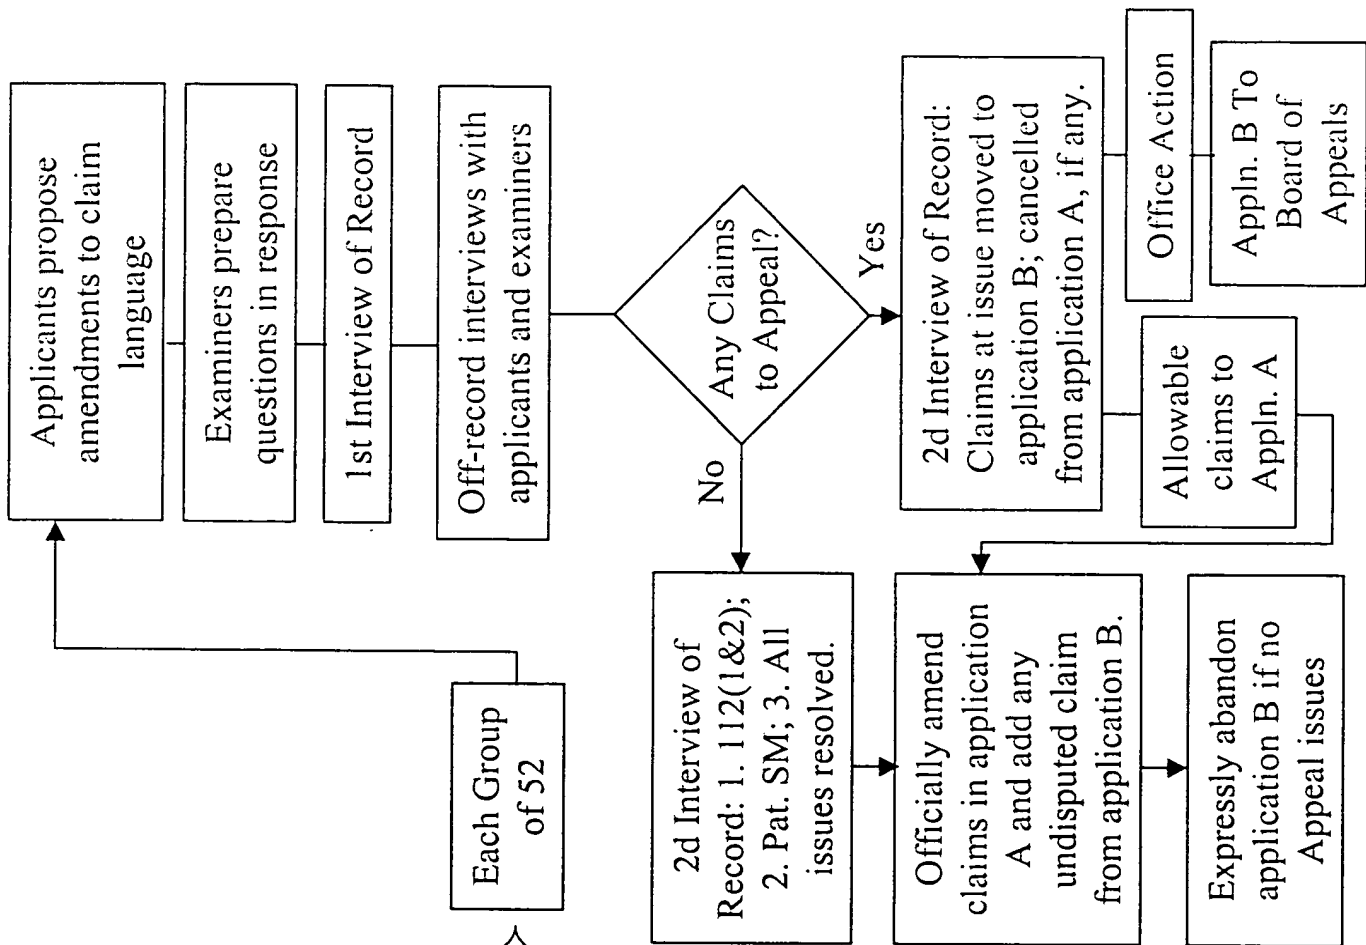 Each Group
of 52
Applicants propose
amendments to claim
language
Examiners prepare
questions in response
1st Interview of Record
Off-record interviews with
applicants and examiners
Any Claims
to Appeal?
No
Yes
2d Interview of
Record: 1. 112(1&2);
2. Pat. SM; 3. All
issues resolved.
Officially amend
claims in application
A and add any
undisputed claim
from application B.
Expressly abandon
application B if no
Appeal issues
2d Interview of Record:
Claims at issue moved to
application B; cancelled
from application A, if any.
Allowable
claims to
Appln. A
Office Action
Appln. B To
Board of
Appeals